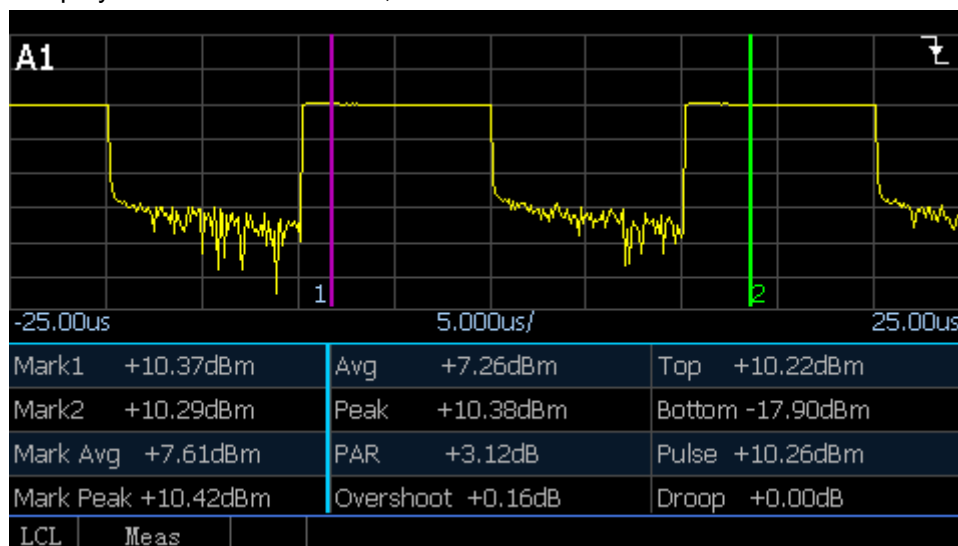 A1
1
2
-25.00us 5.000us/ 25.00us
Mark1 +10.37dBm Avg +7.26dBm Top +10.22dBm
Mark2 +10.29dBm Peak +10.38dBm Bottom -17.90dBm
Mark Avg +7.61dBm PAR +3.12dB Pulse +10.26dBm
Mark Peak +10.42dBm Overshoot +0.16dB Droop +0.00dB
LCL Meas